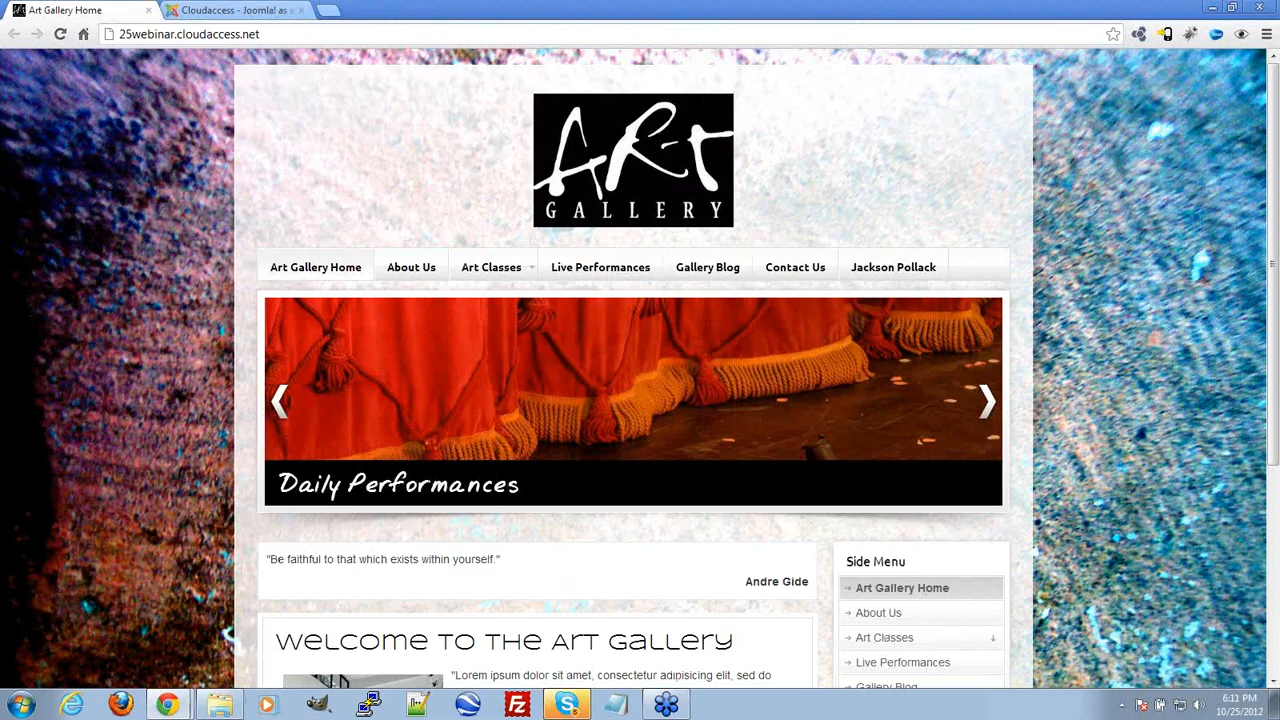 Art Gallery Home
Cloudaccess - Joomla! as a
25webinar.cloudaccess.net
ART
GALLERY
Art Gallery Home About Us Art Classes Live Performances Gallery Blog Contact Us Jackson Pollack
Daily Performances
"Be faithful to that which exists within yourself."
Andre Gide
Welcome To The Art Gallery
"Lorem ipsum dolor sit amet, consectetur adipisicing elit, sed do
Side Menu
Art Gallery Home
About Us
Art Classes
Live Performances
Gallery Blog
6:11 PM
10/25/2012